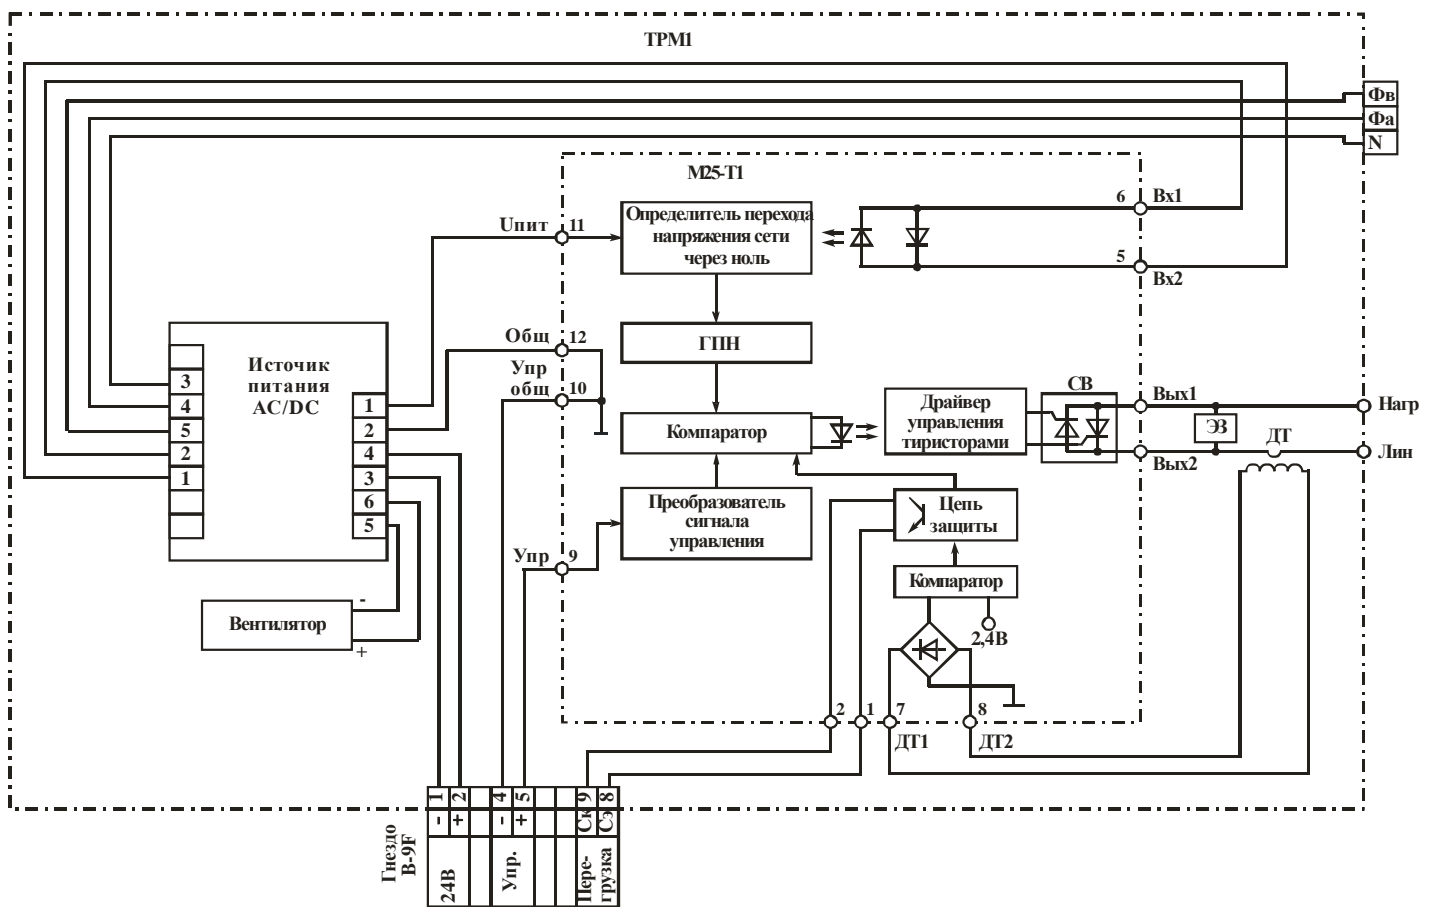 ТРМ1
Фв
Фа
N
М25-Т1
6
Вх1
Uпит
11
Определитель перехода
напряжения сети
через ноль
5
Вх2
Общ
12
Упр
общ
10
ГПН
Источник
питания
AC/DC
3
4
5
2
1
1
2
4
3
6
5
Компаратор
Драйвер
управления
тиристорами
СВ
Вых1
Нагр
ЭЗ
ДТ
Вых2
Лин
Преобразователь
сигнала
управления
Цепь
защиты
Упр
9
Компаратор
2,4В
Вентилятор
-
+
2
1
7
8
ДТ1
ДТ2
1
2
4
5
9
8
-
+
-
+
Ск
Сэ
Гнездо
В-9F
24В
Упр.
Пере-
грузка